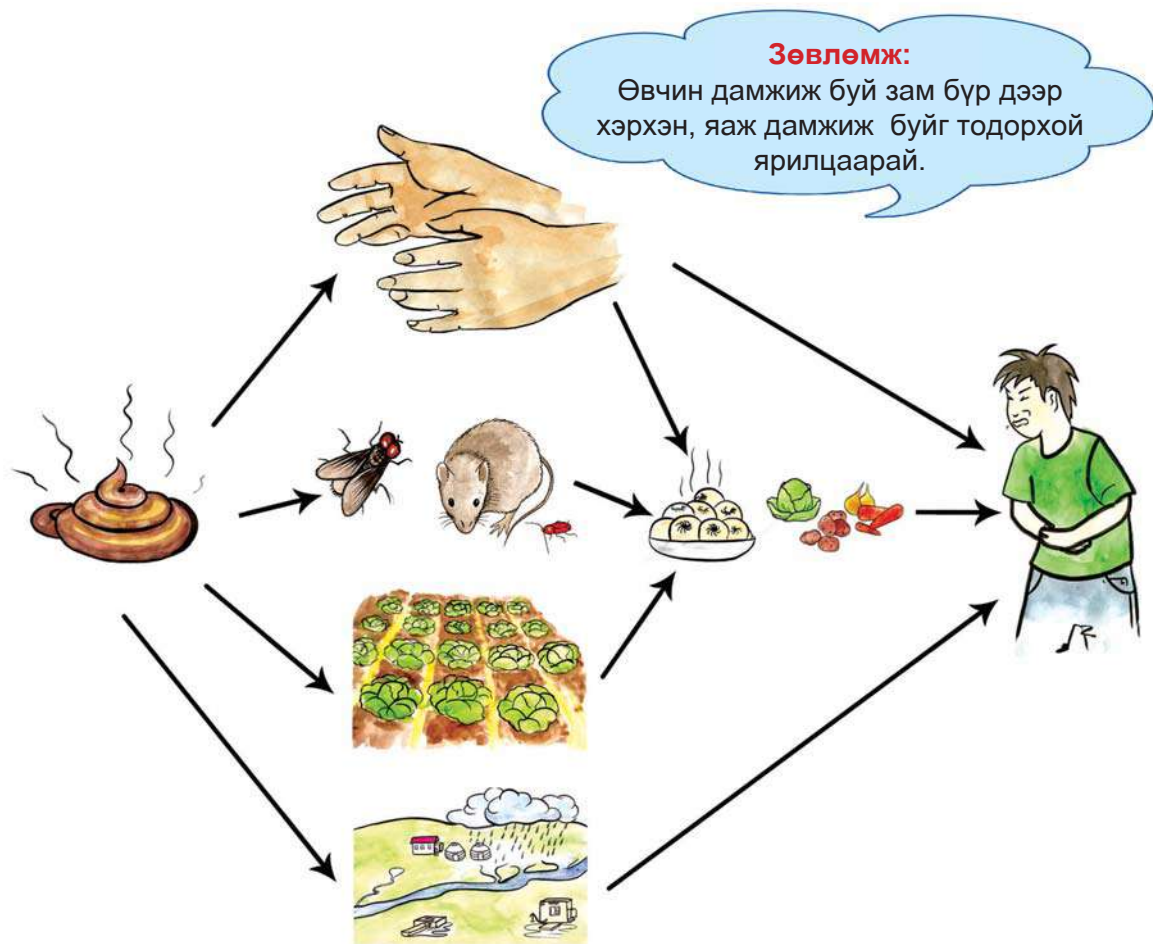 Зөвлөмж:
Өвчин дамжиж буй зам бүр дээр
хэрхэн, яаж дамжиж буйг тодорхой
ярилцаарай.